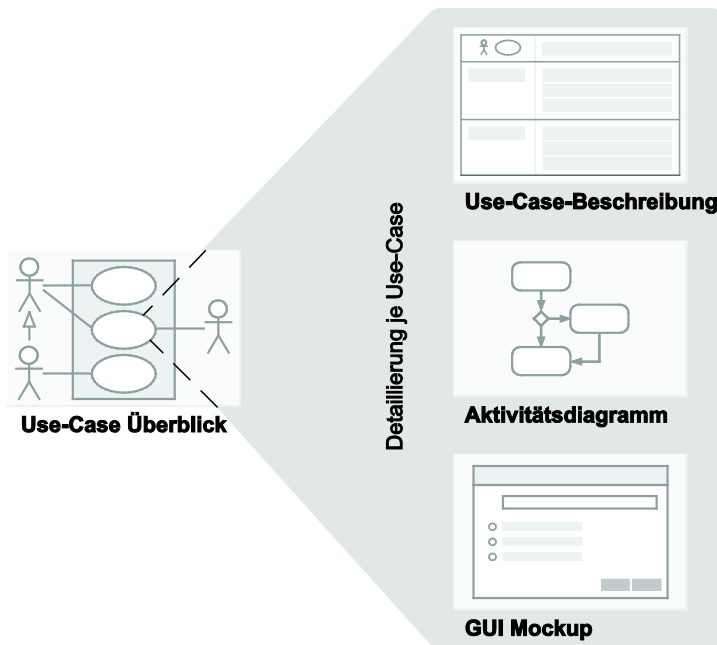 Use-Case Überblick
Detaillierung je Use-Case
Use-Case-Beschreibung
Aktivitätsdiagramm
GUI Mockup